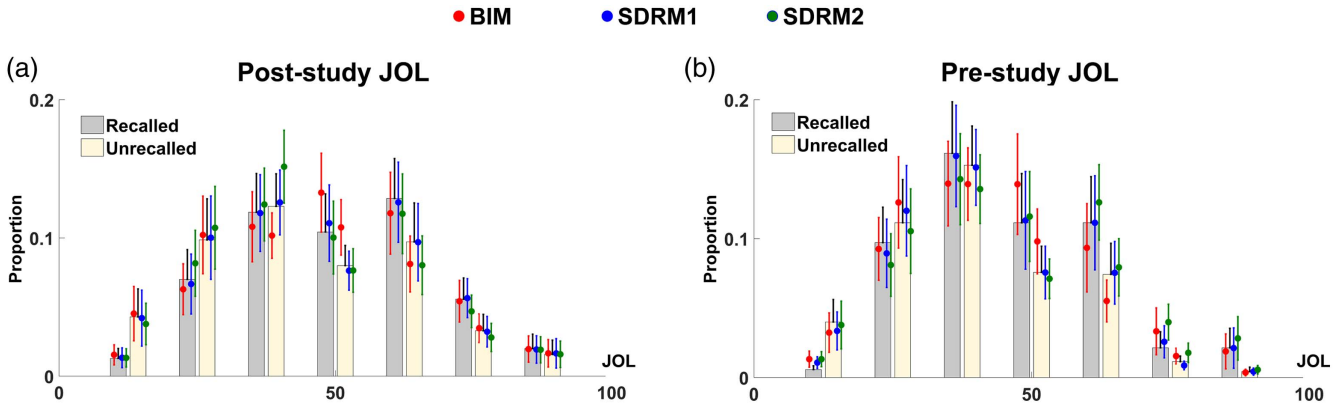 BIM SDRM1 SDRM2
(a) Post-study JOL
0.2
Recalled
Unrecalled
0.1
Proportion
0
JOL
0 50 100
(b) Pre-study JOL
0.2
Recalled
Unrecalled
0.1
Proportion
0
JOL
0 50 100